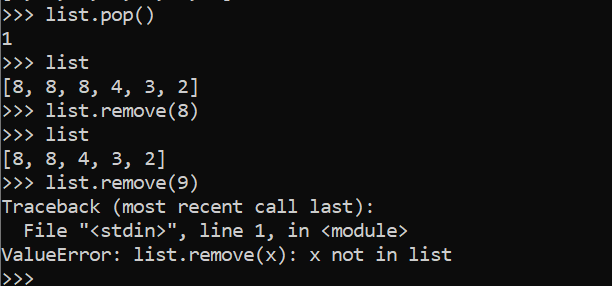 >>> list.pop()
1
>>> list
[8, 8, 8, 4, 3, 2]
>>> list.remove(8)
>>> list
[8, 8, 4, 3, 2]
>>> list.remove(9)
Traceback (most recent call last):
  File "<stdin>", line 1, in <module>
ValueError: list.remove(x): x not in list
>>>